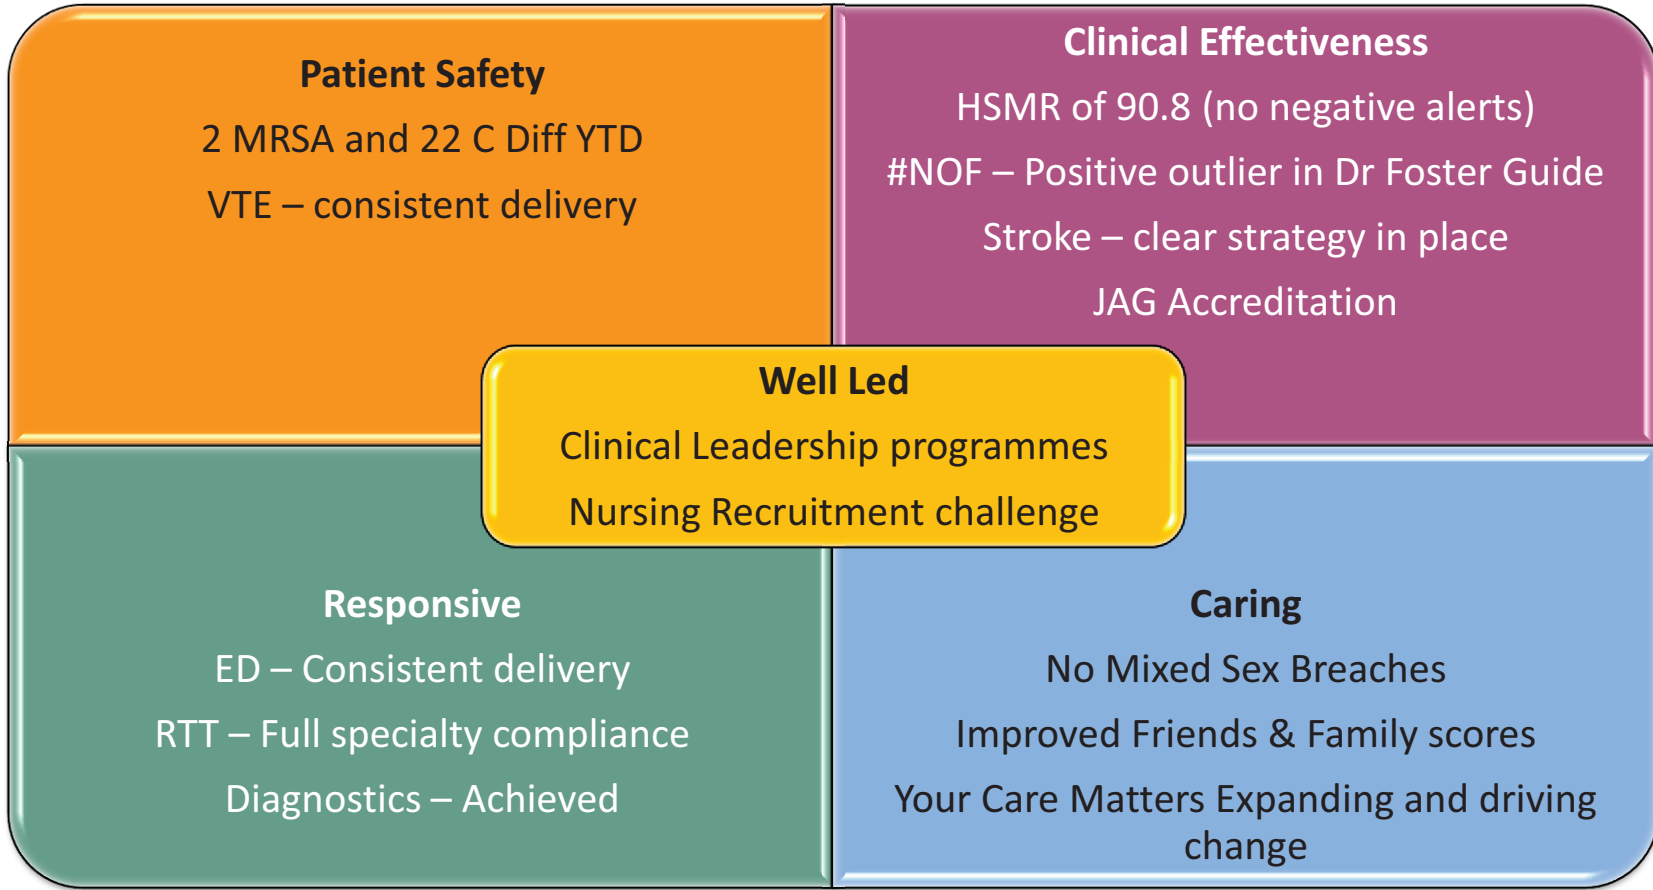 Patient Safety
2 MRSA and 22 C Diff YTD
VTE – consistent delivery
Clinical Effectiveness
HSMR of 90.8 (no negative alerts)
#NOF – Positive outlier in Dr Foster Guide
Stroke – clear strategy in place
JAG Accreditation
Well Led
Clinical Leadership programmes
Nursing Recruitment challenge
Responsive
ED – Consistent delivery
RTT – Full specialty compliance
Diagnostics – Achieved
Caring
No Mixed Sex Breaches
Improved Friends & Family scores
Your Care Matters Expanding and driving
change